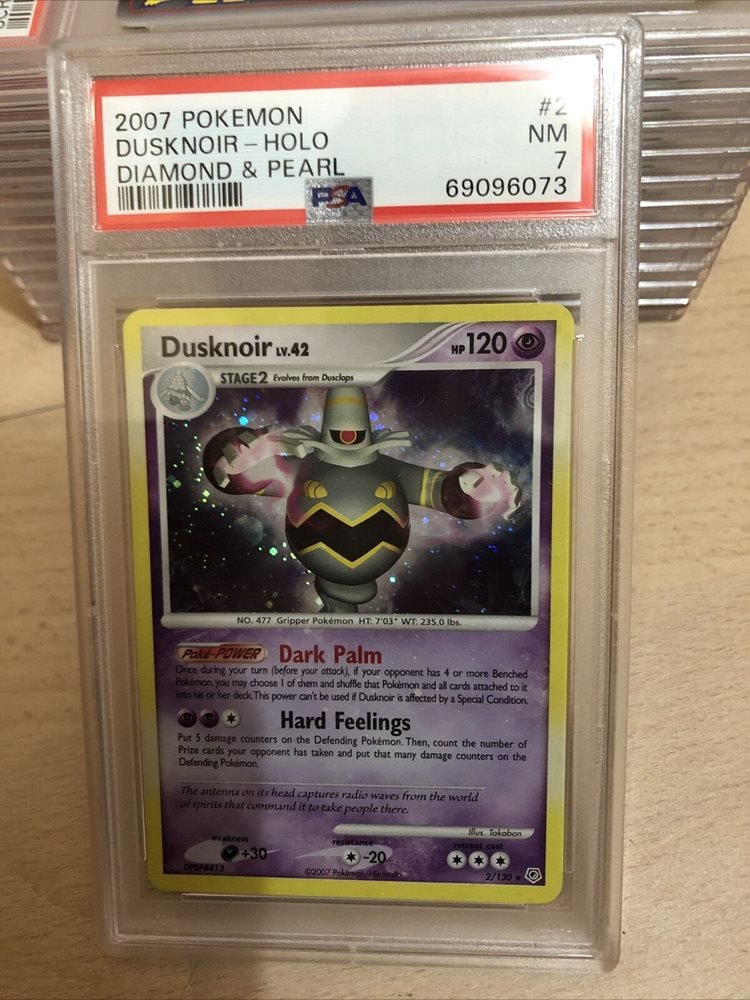 2007 POKEMON #2
DUSKNOIR – HOLO NM
DIAMOND & PEARL 7
PSA 69096073
Dusknoir LV.42 HP 120
STAGE2 Evolves from Dusclops
NO. 477 Gripper Pokémon HT: 7'03" WT: 235.0 lbs.
Poké-POWER Dark Palm
Once during your turn (before your attack), if your opponent has 4 or more Benched
Pokémon, you may choose 1 of them and shuffle that Pokémon and all cards attached to it
into his or her deck. This power can't be used if Dusknoir is affected by a Special Condition.
Hard Feelings
Put 5 damage counters on the Defending Pokémon. Then, count the number of
Prize cards your opponent has taken and put that many damage counters on the
Defending Pokémon.
The antenna on its head captures radio waves from the world
of spirits that command it to take people there.
Illus. Takabon
weakness resistance retreat cost
+30 -20
DPBP#413 ©2007 Pokémon/Nintendo 2/130